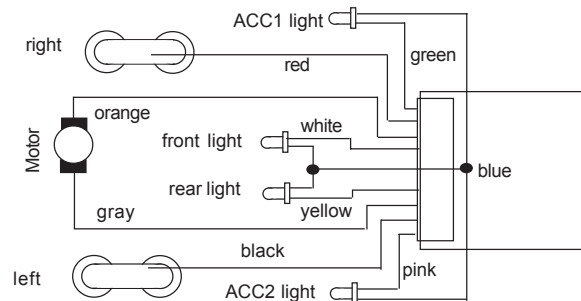 ACC1 light
right
green
red
orange
white
front light
Motor
blue
rear light
yellow
gray
black
pink
left
ACC2 light